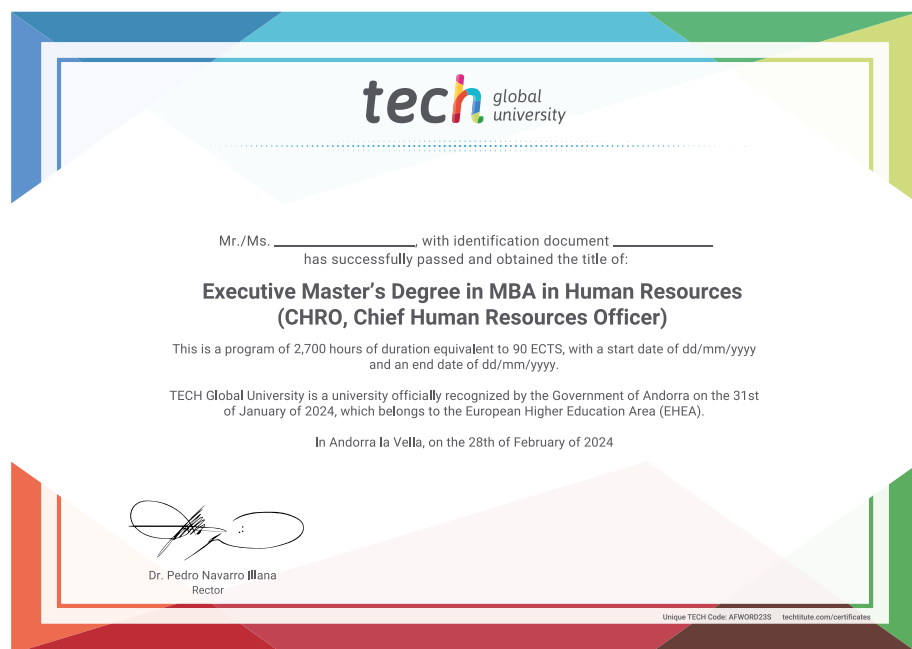 tech global
university
Mr./Ms. ____________, with identification document ____________
has successfully passed and obtained the title of:
Executive Master’s Degree in MBA in Human Resources
(CHRO, Chief Human Resources Officer)
This is a program of 2,700 hours of duration equivalent to 90 ECTS, with a start date of dd/mm/yyyy
and an end date of dd/mm/yyyy.
TECH Global University is a university officially recognized by the Government of Andorra on the 31st
of January of 2024, which belongs to the European Higher Education Area (EHEA).
In Andorra la Vella, on the 28th of February of 2024
Dr. Pedro Navarro Illana
Rector
Unique TECH Code: AFWORD23S techtitute.com/certificates